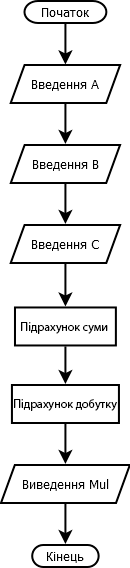 Початок
Введення A
Введення B
Введення C
Підрахунок суми
Підрахунок добутку
Виведення Mul
Кінець